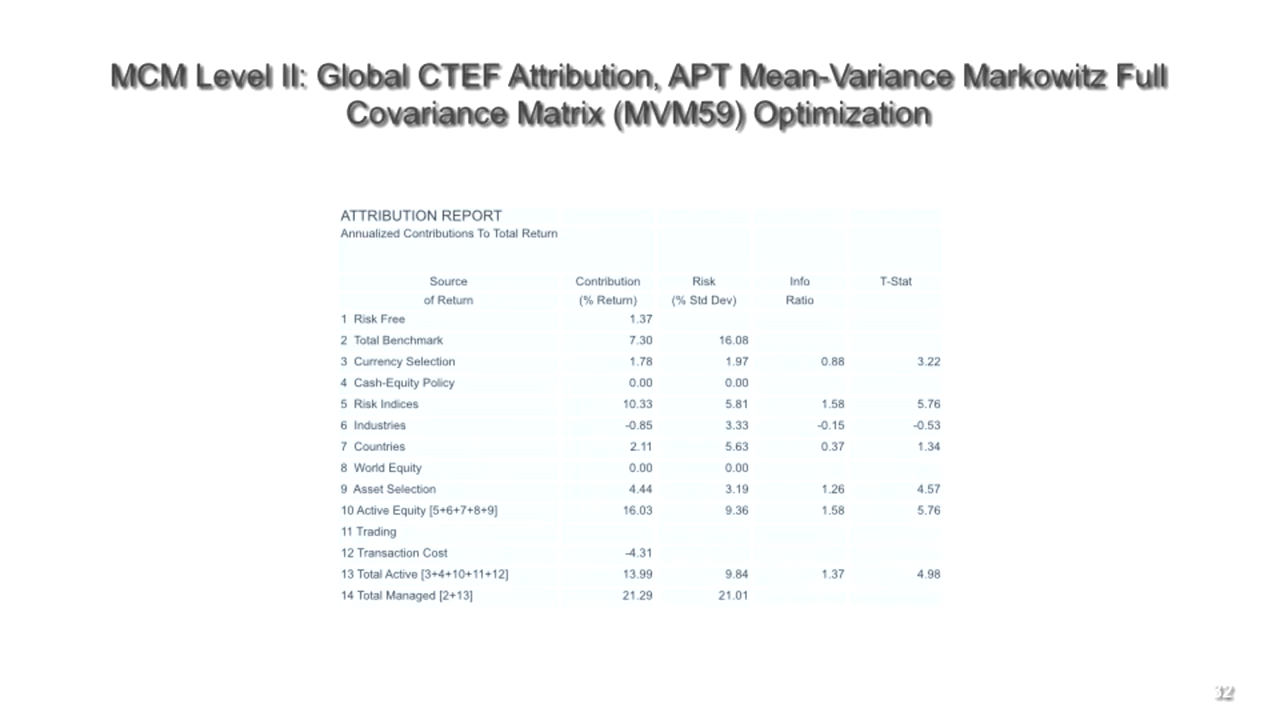 MCM Level II: Global CTEF Attribution, APT Mean-Variance Markowitz Full
Covariance Matrix (MVM59) Optimization
ATTRIBUTION REPORT
Annualized Contributions To Total Return
Source Contribution Risk Info T-Stat
of Return (% Return) (% Std Dev) Ratio
1 Risk Free 1.37
2 Total Benchmark 7.30 16.08
3 Currency Selection 1.78 1.97 0.88 3.22
4 Cash-Equity Policy 0.00 0.00
5 Risk Indices 10.33 5.81 1.58 5.76
6 Industries -0.85 3.33 -0.15 -0.53
7 Countries 2.11 5.63 0.37 1.34
8 World Equity 0.00 0.00
9 Asset Selection 4.44 3.19 1.26 4.57
10 Active Equity [5+6+7+8+9] 16.03 9.36 1.58 5.76
11 Trading
12 Transaction Cost -4.31
13 Total Active [3+4+10+11+12] 13.99 9.84 1.37 4.98
14 Total Managed [2+13] 21.29 21.01
32